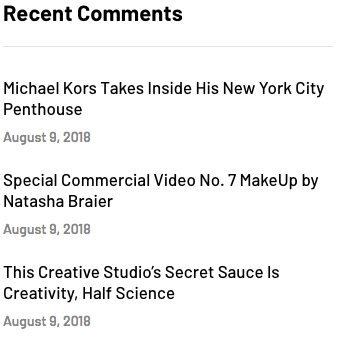 Recent Comments
Michael Kors Takes Inside His New York City
Penthouse
August 9, 2018
Special Commercial Video No. 7 MakeUp by
Natasha Braier
August 9, 2018
This Creative Studio’s Secret Sauce Is
Creativity, Half Science
August 9, 2018